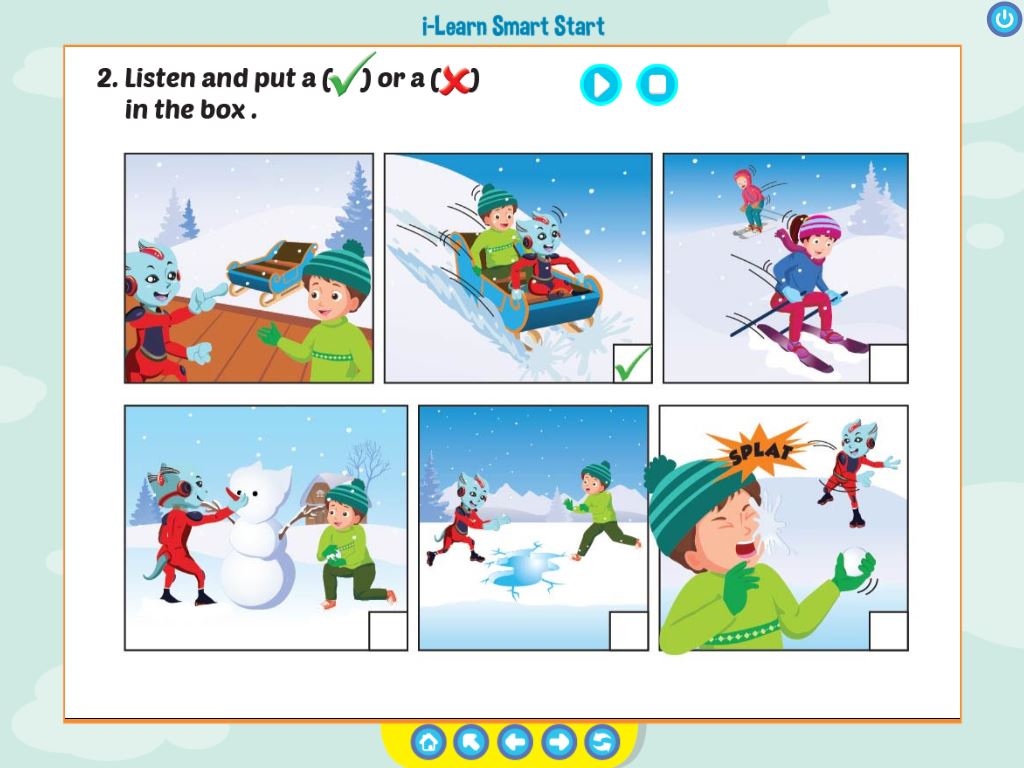 i-Learn Smart Start
2. Listen and put a (✓) or a (✗)
in the box .
SPLAT